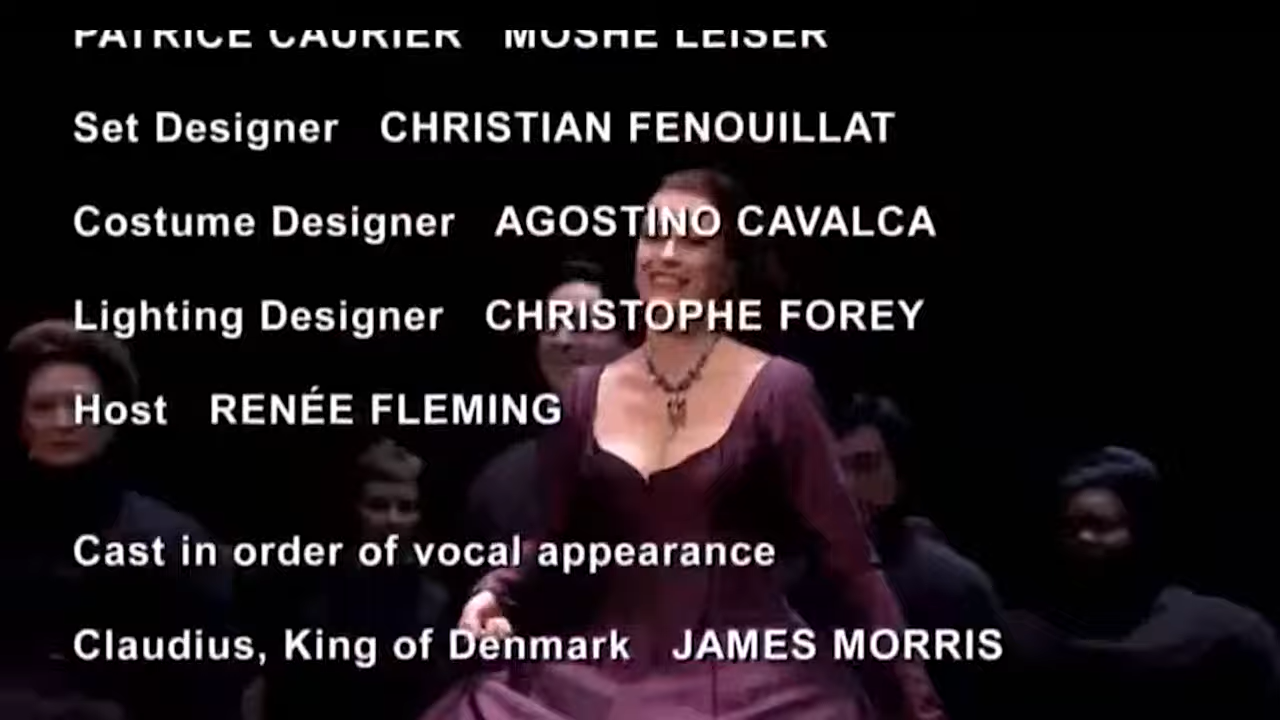 PATRICE CAURIER MOSHE LEISER
Set Designer CHRISTIAN FENOUILLAT
Costume Designer AGOSTINO CAVALCA
Lighting Designer CHRISTOPHE FOREY
Host RENÉE FLEMING
Cast in order of vocal appearance
Claudius, King of Denmark JAMES MORRIS